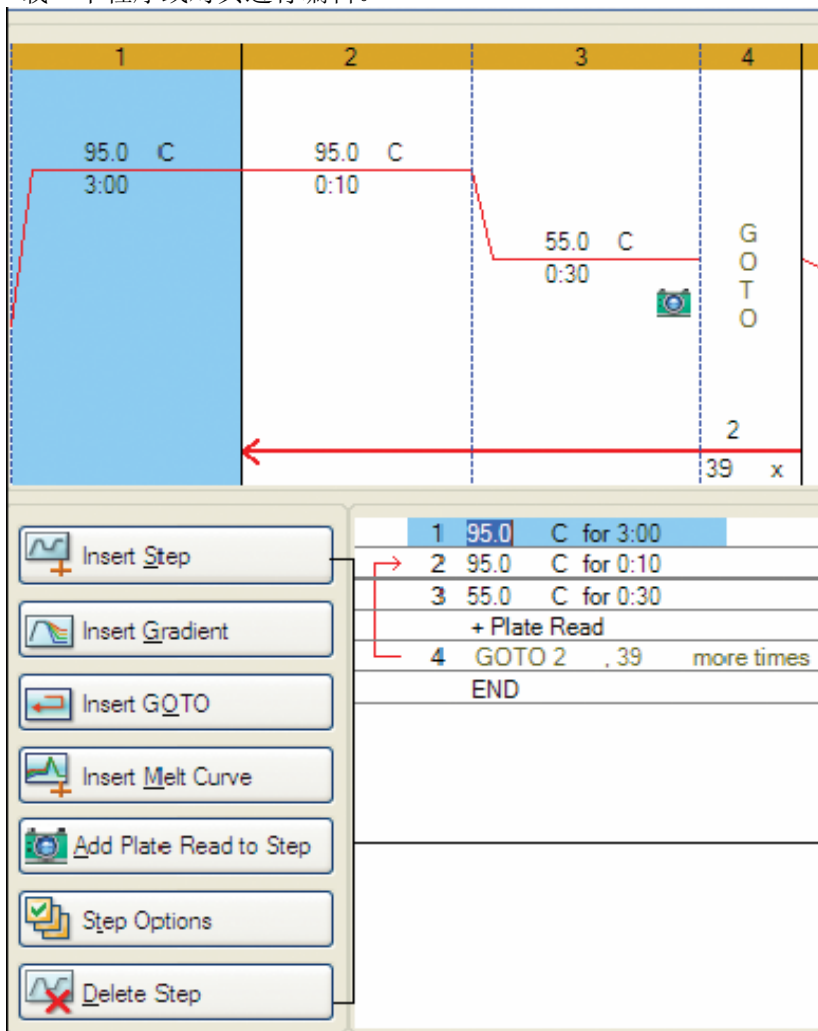 1 2 3 4
95.0 C 95.0 C
3:00 0:10
55.0 C
0:30
G
O
T
O
2
39 x
Insert Step
Insert Gradient
Insert GOTO
Insert Melt Curve
Add Plate Read to Step
Step Options
Delete Step
1 95.0 C for 3:00
2 95.0 C for 0:10
3 55.0 C for 0:30
+ Plate Read
4 GOTO 2 , 39 more times
END